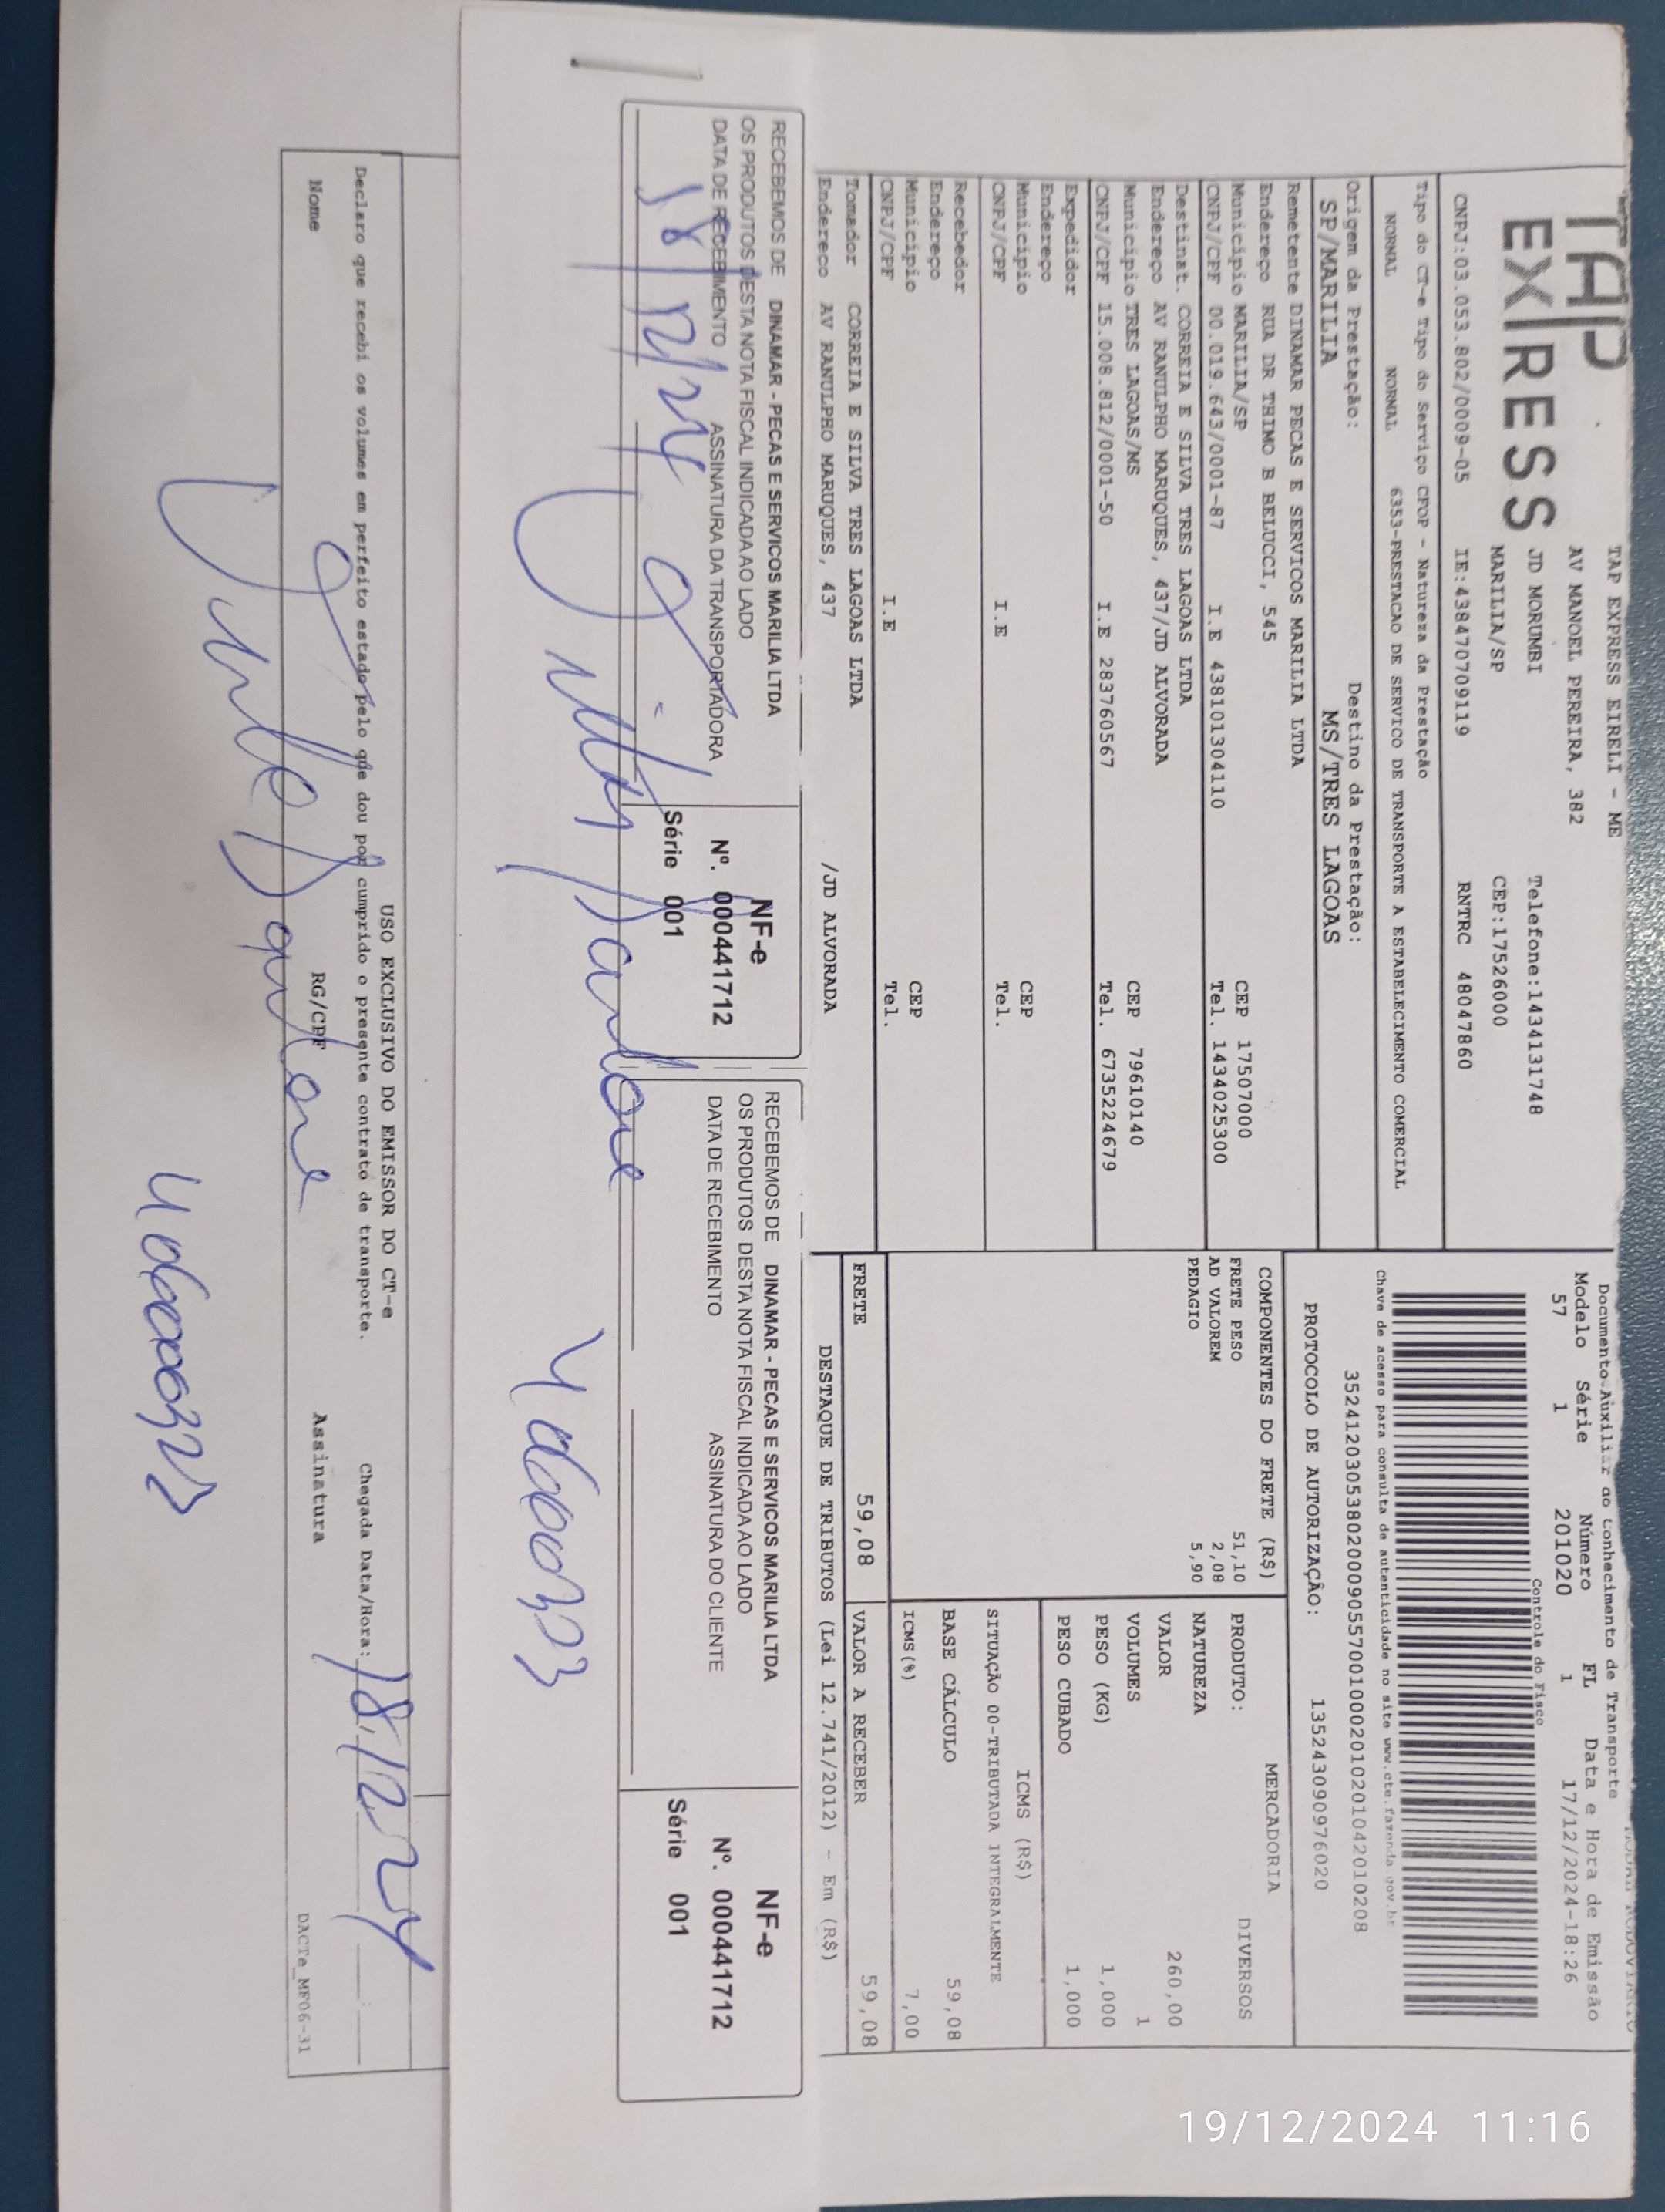 TAP
EXPRESS
TAP EXPRESS EIRELI - ME
AV MANOEL PEREIRA, 382
JD MORUMBI
Telefone:1434131748
MARILIA/SP
CEP:17526000
CNPJ:03.053.802/0009-05 IE:438470709119 RNTRC 48047860
Tipo do CT-e Tipo do Serviço CFOP - Natureza da Prestação
NORMAL NORMAL 6353-PRESTACAO DE SERVICO DE TRANSPORTE A ESTABELECIMENTO COMERCIAL
Origem da Prestação: Destino da Prestação:
SP/MARILIA MS/TRES LAGOAS
Remetente DINAMAR PECAS E SERVICOS MARILIA LTDA
Endereço RUA DR THIMO B BELUCCI, 545
Municipio MARILIA/SP CEP 17507000
CNPJ/CPF 00.019.643/0001-87 I.E 438101304110 Tel. 1434025300
Destinat. CORREIA E SILVA TRES LAGOAS LTDA
Endereço AV RANULPHO MARUQUES, 437/JD ALVORADA
Municipio TRES LAGOAS/MS CEP 79610140
CNPJ/CPF 15.008.812/0001-50 I.E 283760567 Tel. 6735224679
Expedidor
Endereço
Municipio CEP
CNPJ/CPF I.E Tel.
Recebedor
Endereço
Municipio CEP
CNPJ/CPF I.E Tel.
Tomador CORREIA E SILVA TRES LAGOAS LTDA
Endereco AV RANULPHO MARUQUES, 437 /JD ALVORADA
Documento Auxiliar ao Conhecimento de Transporte
Modelo Série Número FL Data e Hora de Emissão
57 1 201020 1 17/12/2024-18:26
Controle do Fisco
Chave de acesso para consulta de autenticidade no site www.cte.fazenda.gov.br
35241203053802000905570010002010201042010208
PROTOCOLO DE AUTORIZAÇÃO: 135243090976020
COMPONENTES DO FRETE (R$)
FRETE PESO 51,10
AD VALOREM 2,08
PEDAGIO 5,90
MERCADORIA
PRODUTO: DIVERSOS
NATUREZA
VALOR 260,00
VOLUMES 1
PESO (KG) 1,000
PESO CUBADO 1,000
ICMS (R$)
SITUAÇÃO 00-TRIBUTADA INTEGRALMENTE
BASE CÁLCULO 59,08
ICMS(%) 7,00
FRETE 59,08 VALOR A RECEBER 59,08
DESTAQUE DE TRIBUTOS (Lei 12.741/2012) - Em (R$)
RECEBEMOS DE DINAMAR - PECAS E SERVICOS MARILIA LTDA
OS PRODUTOS DESTA NOTA FISCAL INDICADA AO LADO
DATA DE RECEBIMENTO ASSINATURA DA TRANSPORTADORA
18/12/24
NF-e
Nº. 000441712
Série 001
RECEBEMOS DE DINAMAR - PECAS E SERVICOS MARILIA LTDA
OS PRODUTOS DESTA NOTA FISCAL INDICADA AO LADO
DATA DE RECEBIMENTO ASSINATURA DO CLIENTE
NF-e
Nº. 000441712
Série 001
USO EXCLUSIVO DO EMISSOR DO CT-e
Declaro que recebi os volumes em perfeito estado pelo que dou por cumprido o presente contrato de transporte. Chegada Data/Hora: 18/12/24
Nome RG/CPF Assinatura
DACTe_MF06-31
19/12/2024 11:16